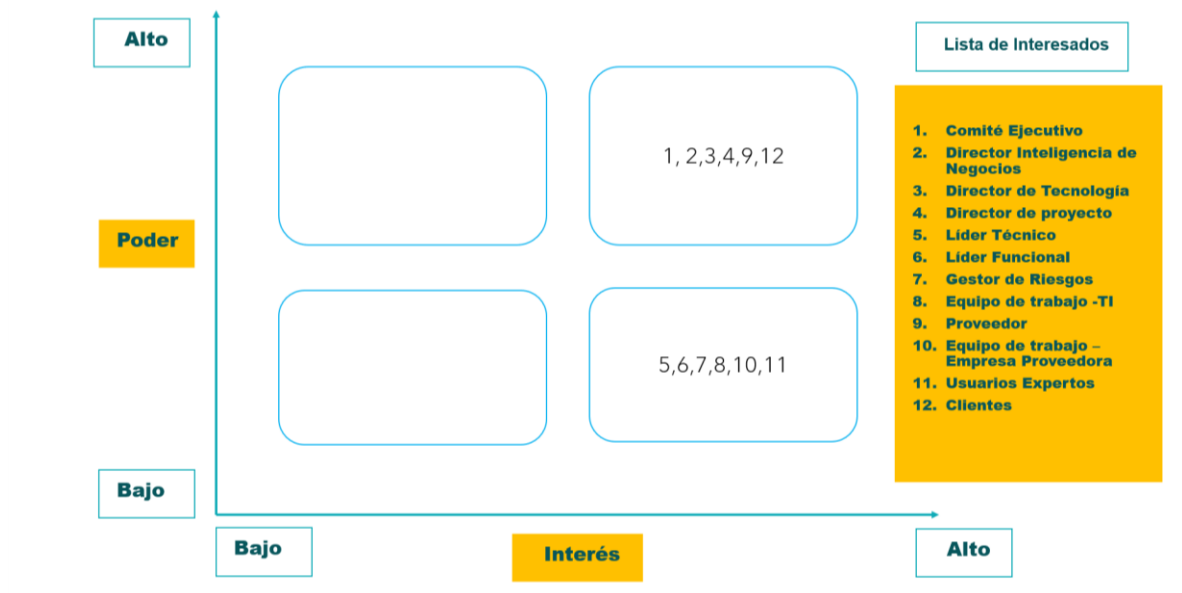 Alto
Lista de Interesados
1. Comité Ejecutivo
2. Director Inteligencia de
Negocios
3. Director de Tecnología
4. Director de proyecto
5. Líder Técnico
6. Líder Funcional
7. Gestor de Riesgos
8. Equipo de trabajo -TI
9. Proveedor
10. Equipo de trabajo –
Empresa Proveedora
11. Usuarios Expertos
12. Clientes
1, 2,3,4,9,12
Poder
5,6,7,8,10,11
Bajo
Bajo
Interés
Alto